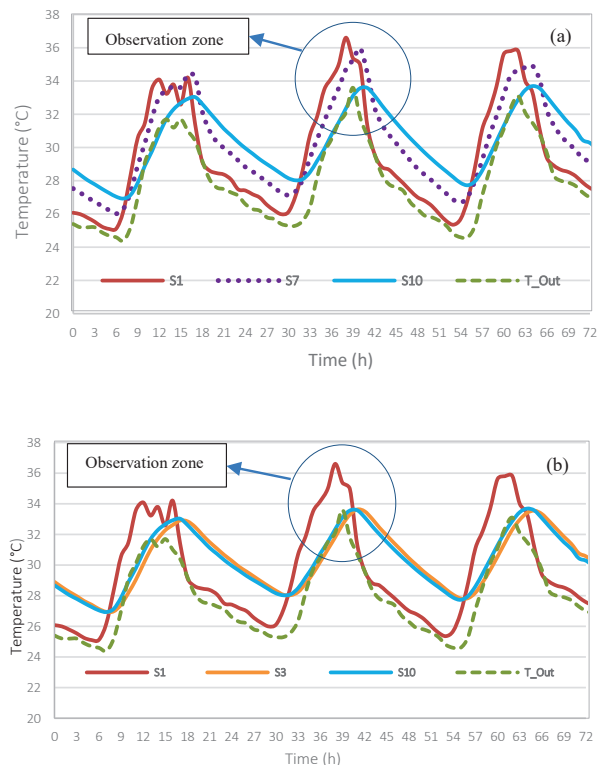 38
36
34
32
30
28
26
24
22
20
Temperature (°C)
Observation zone
(a)
S1 S7 S10 T_Out
0 3 6 9 12 15 18 21 24 27 30 33 36 39 42 45 48 51 54 57 60 63 66 69 72
Time (h)
38
36
34
32
30
28
26
24
22
20
Temperature (°C)
Observation zone
(b)
S1 S3 S10 T_Out
0 3 6 9 12 15 18 21 24 27 30 33 36 39 42 45 48 51 54 57 60 63 66 69 72
Time (h)